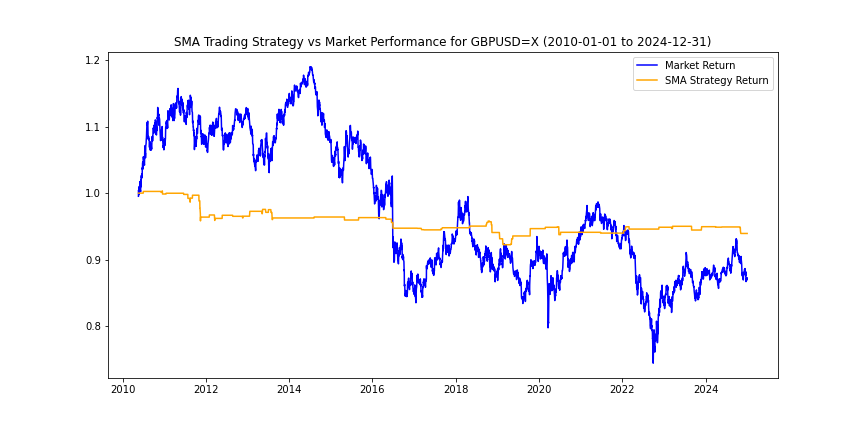 SMA Trading Strategy vs Market Performance for GBPUSD=X (2010-01-01 to 2024-12-31)
Market Return
SMA Strategy Return
1.2
1.1
1.0
0.9
0.8
2010 2012 2014 2016 2018 2020 2022 2024